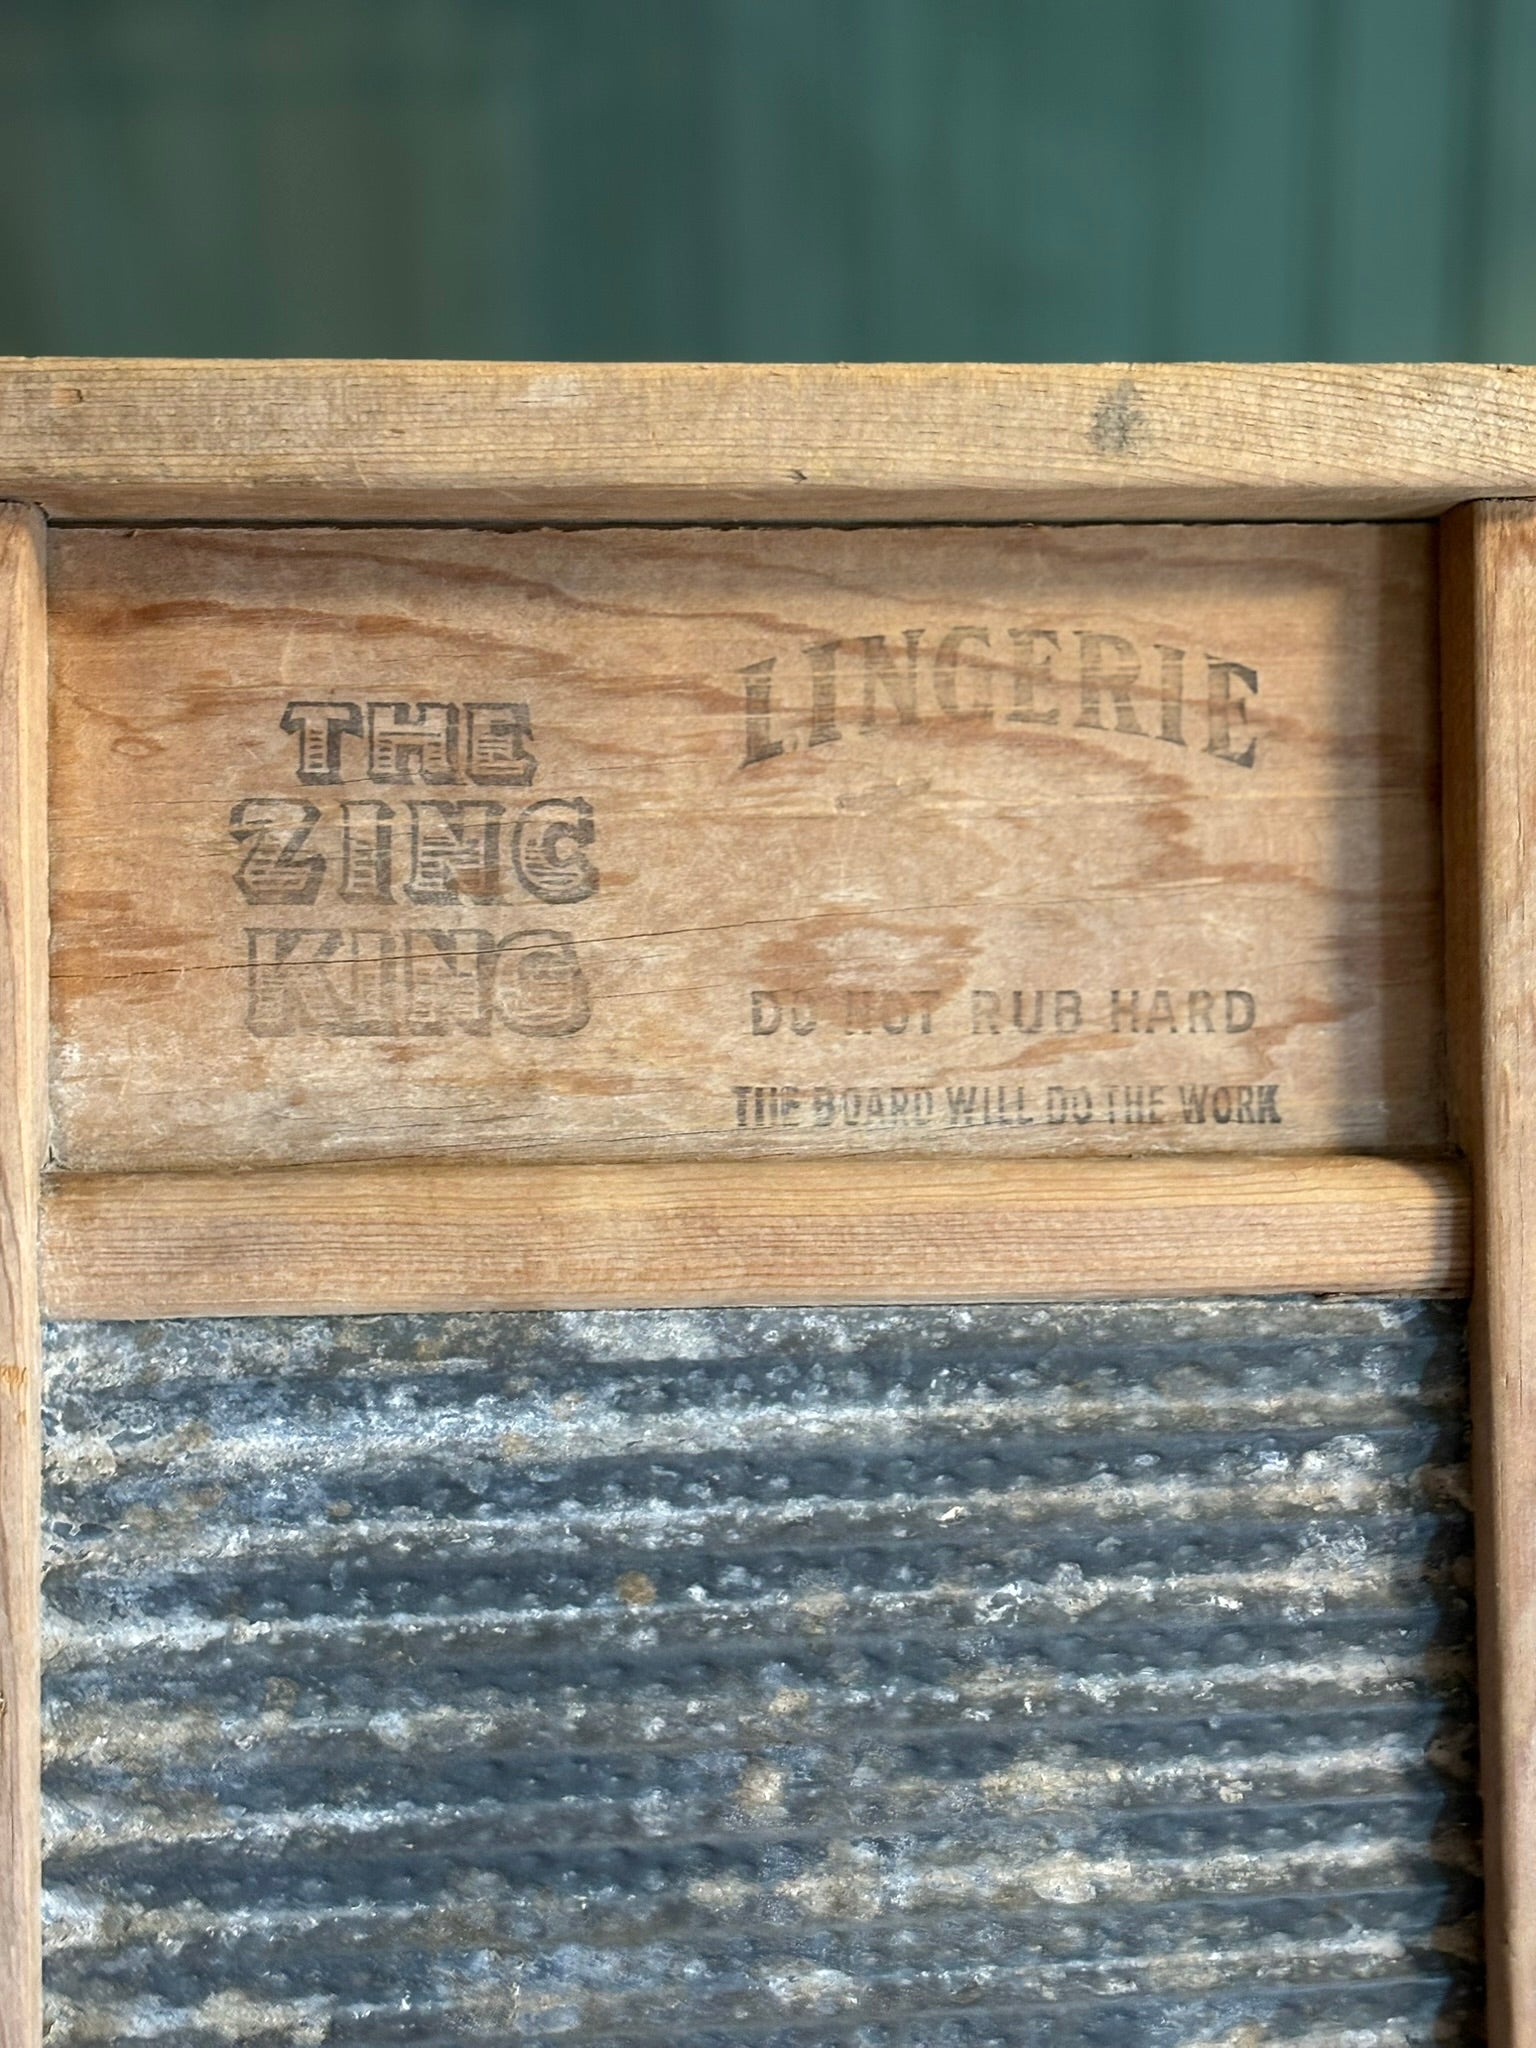 THE
ZINC
KING
LINGERIE
DO NOT RUB HARD
THE BOARD WILL DO THE WORK